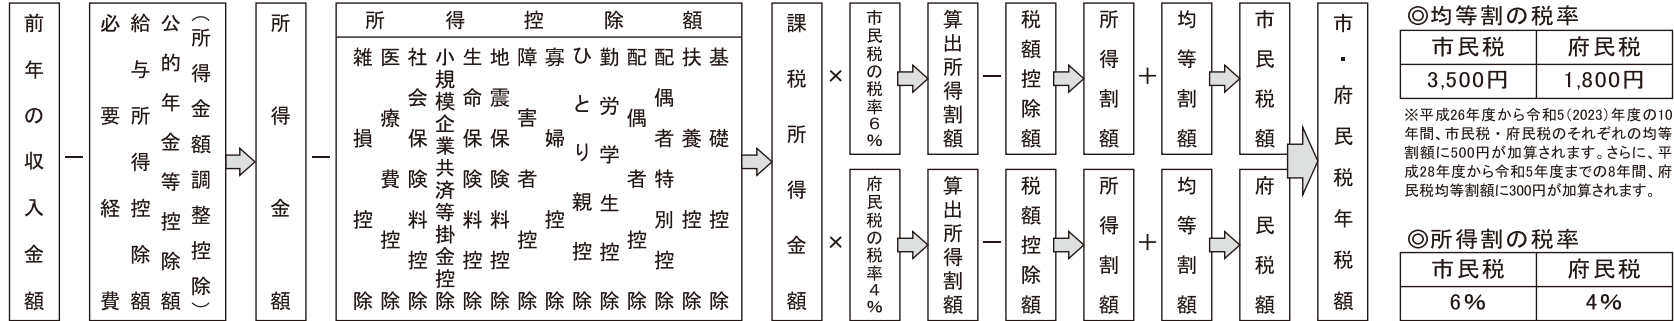 前年の収入金額
－
必要経費
給与所得控除額
公的年金等控除額
（所得金額調整控除）
所得金額
－
所得控除額
雑損控除
医療費控除
社会保険料控除
小規模企業共済等掛金控除
生命保険料控除
地震保険料控除
障害者控除
寡婦控除
ひとり親控除
勤労学生控除
配偶者控除
配偶者特別控除
扶養控除
基礎控除
課税所得金額
×
市民税の税率6%
算出所得割額
－
税額控除額
所得割額
＋
均等割額
市民税額
×
府民税の税率4%
算出所得割額
－
税額控除額
所得割額
＋
均等割額
府民税額
市・府民税年税額
◎均等割の税率
市民税 府民税
3,500円 1,800円
※平成26年度から令和5（2023）年度の10
年間、市民税・府民税のそれぞれの均等
割額に500円が加算されます。さらに、平
成28年度から令和5年度までの8年間、府
民税均等割額に300円が加算されます。
◎所得割の税率
市民税 府民税
6% 4%